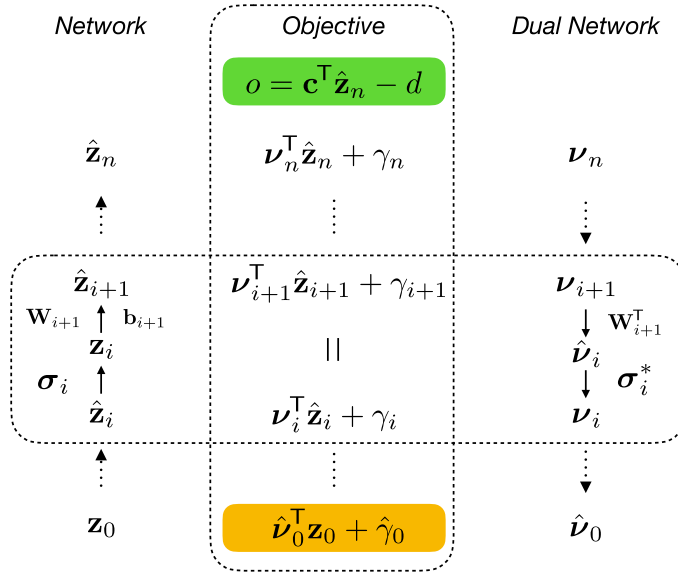 Network Objective Dual Network
o = c^T ẑ_n − d
ẑ_n ν_n^T ẑ_n + γ_n ν_n
ẑ_{i+1} ν_{i+1}^T ẑ_{i+1} + γ_{i+1} ν_{i+1}
W_{i+1} b_{i+1} W_{i+1}^T
z_i = ν̂_i
σ_i σ_i^*
ẑ_i ν_i^T ẑ_i + γ_i ν_i
z_0 ν̂_0^T z_0 + γ̂_0 ν̂_0